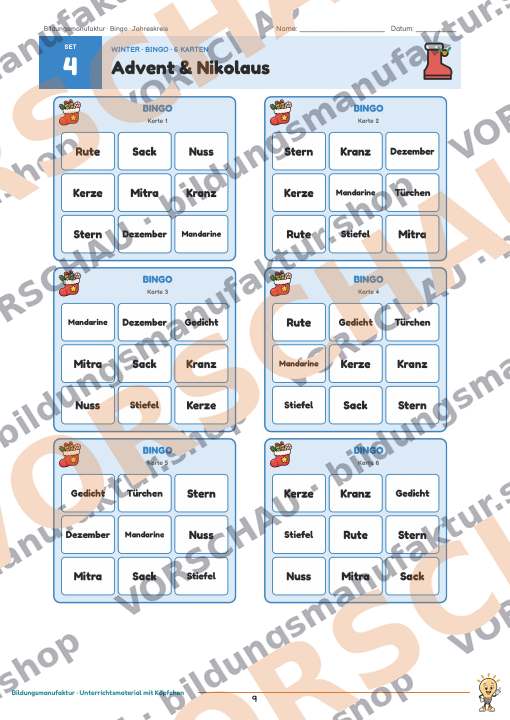 Bildungsmanufaktur · Bingo · Jahreskreis Name: Datum:
SET
4
WINTER · BINGO · 6 KARTEN
Advent & Nikolaus
BINGO
Karte 1
Rute Sack Nuss
Kerze Mitra Kranz
Stern Dezember Mandarine
BINGO
Karte 2
Stern Kranz Dezember
Kerze Mandarine Türchen
Rute Stiefel Mitra
BINGO
Karte 3
Mandarine Dezember Gedicht
Mitra Sack Kranz
Nuss Stiefel Kerze
BINGO
Karte 4
Rute Gedicht Türchen
Mandarine Kerze Kranz
Stiefel Sack Stern
BINGO
Karte 5
Gedicht Türchen Stern
Dezember Mandarine Nuss
Mitra Sack Stiefel
BINGO
Karte 6
Kerze Kranz Gedicht
Stiefel Rute Stern
Nuss Mitra Sack
Bildungsmanufaktur · Unterrichtsmaterial mit Köpfchen
9
VORSCHAU · bildungsmanufaktur.shop
VORSCHAU